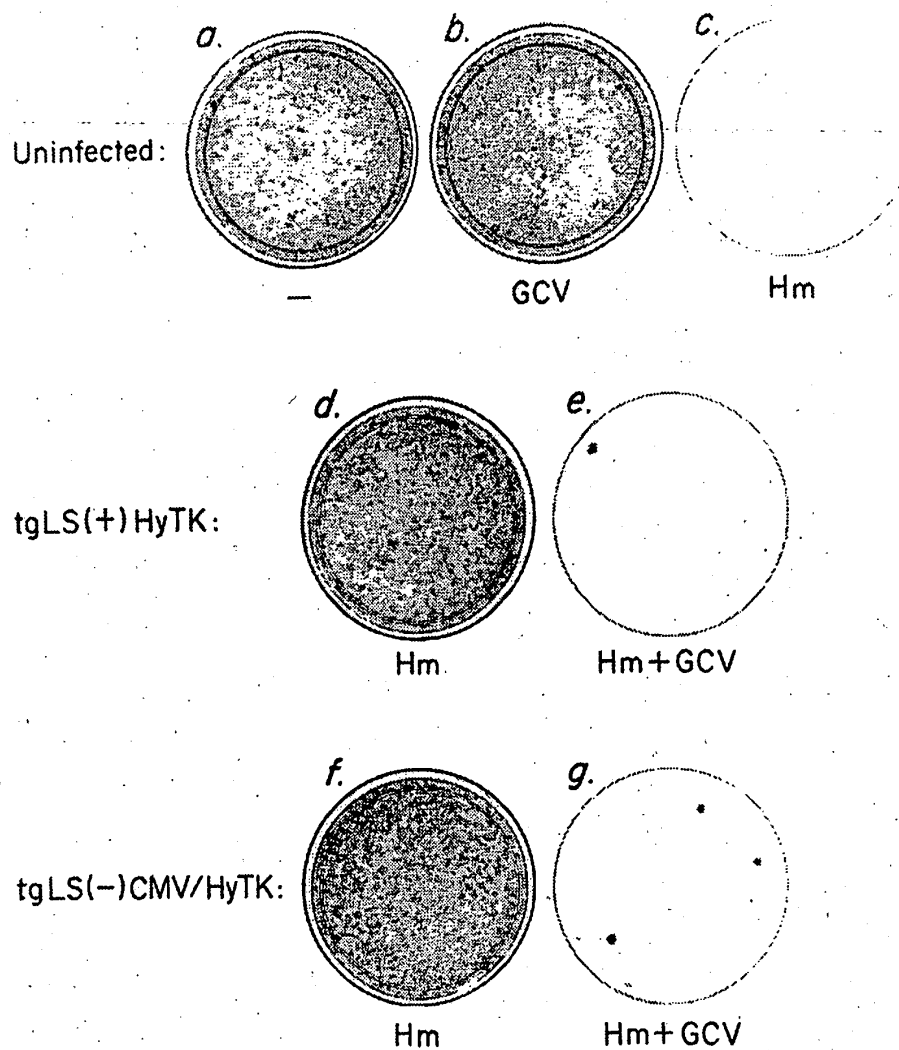 a. b. c.
Uninfected:
— GCV Hm
d. e.
tgLS(+)HyTK:
Hm Hm+GCV
f. g.
tgLS(-)CMV/HyTK:
Hm Hm+GCV